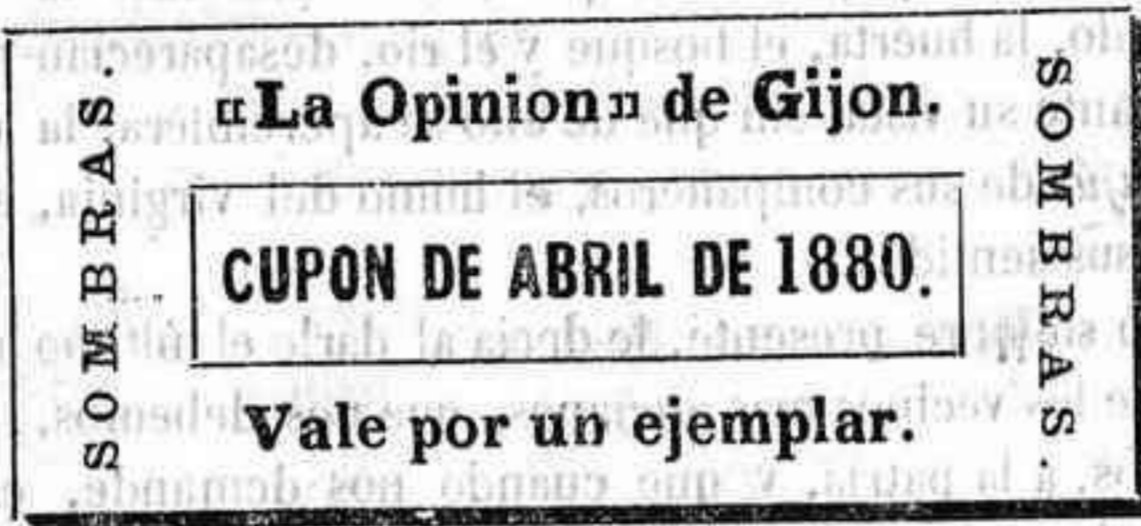 SOMBRAS.
«La Opinion» de Gijon.
CUPON DE ABRIL DE 1880.
Vale por un ejemplar.
SOMBRAS.